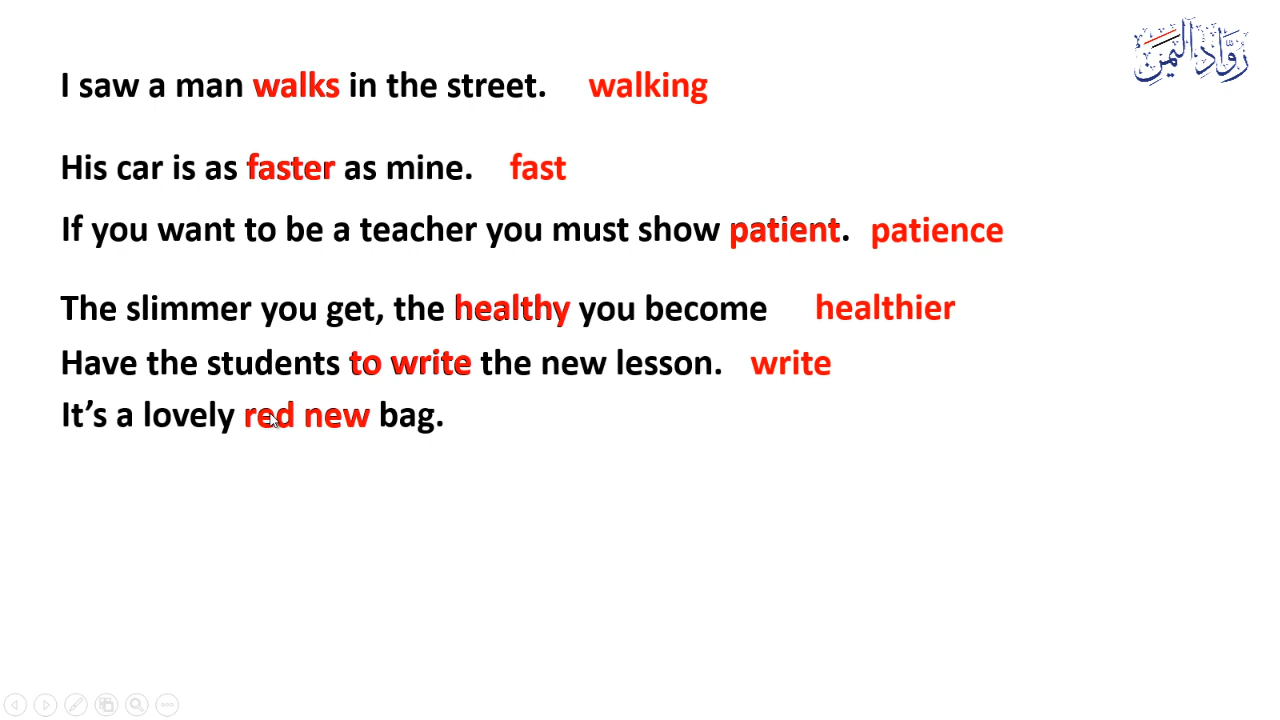 رُوَّادُ الْيَمَنِ
I saw a man walks in the street. walking
His car is as faster as mine. fast
If you want to be a teacher you must show patient. patience
The slimmer you get, the healthy you become healthier
Have the students to write the new lesson. write
It’s a lovely red new bag.